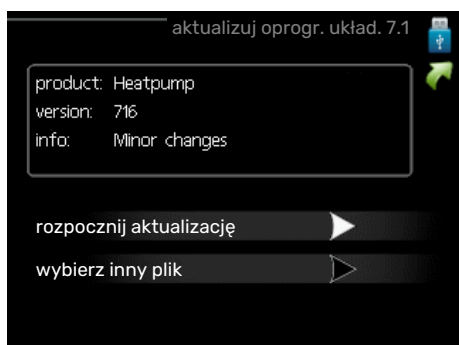 aktualizuj oprogr. układ. 7.1
product: Heatpump
version: 716
info: Minor changes
rozpocznij aktualizację
wybierz inny plik